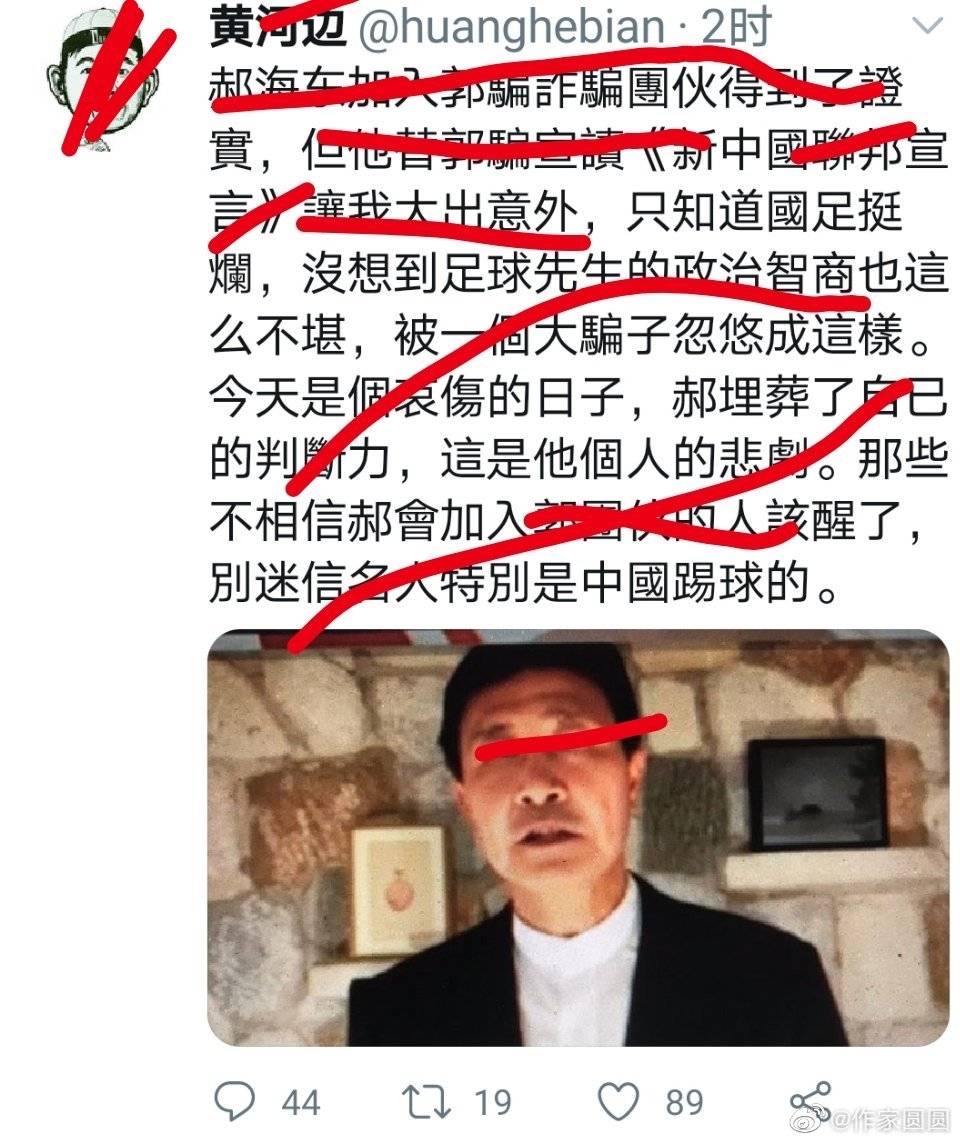 黄河边 @huanghebian · 2时
郝海东加入郭騙詐騙團伙得到了證
實，但他替郭騙宣讀《新中國聯邦宣
言》讓我大出意外，只知道國足挺
爛，沒想到足球先生的政治智商也這
么不堪，被一個大騙子忽悠成這樣。
今天是個哀傷的日子，郝埋葬了自己
的判斷力，這是他個人的悲劇。那些
不相信郝會加入郭團伙的人該醒了，
別迷信名人特別是中國踢球的。
44 19 89
@作家圆圆